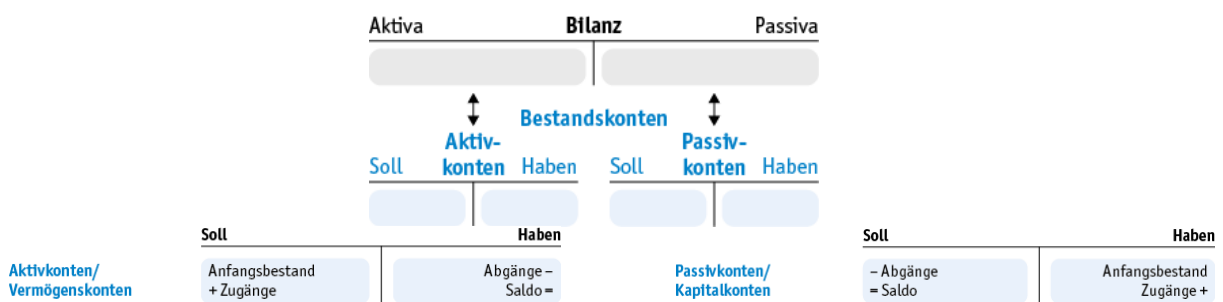 Aktiva Bilanz Passiva
Bestandskonten
Aktiv-
konten
Soll Haben
Passiv-
konten
Soll Haben
Aktivkonten/
Vermögenskonten
Soll Haben
Anfangsbestand
+ Zugänge
Abgänge –
Saldo =
Passivkonten/
Kapitalkonten
Soll Haben
– Abgänge
= Saldo
Anfangsbestand
Zugänge +